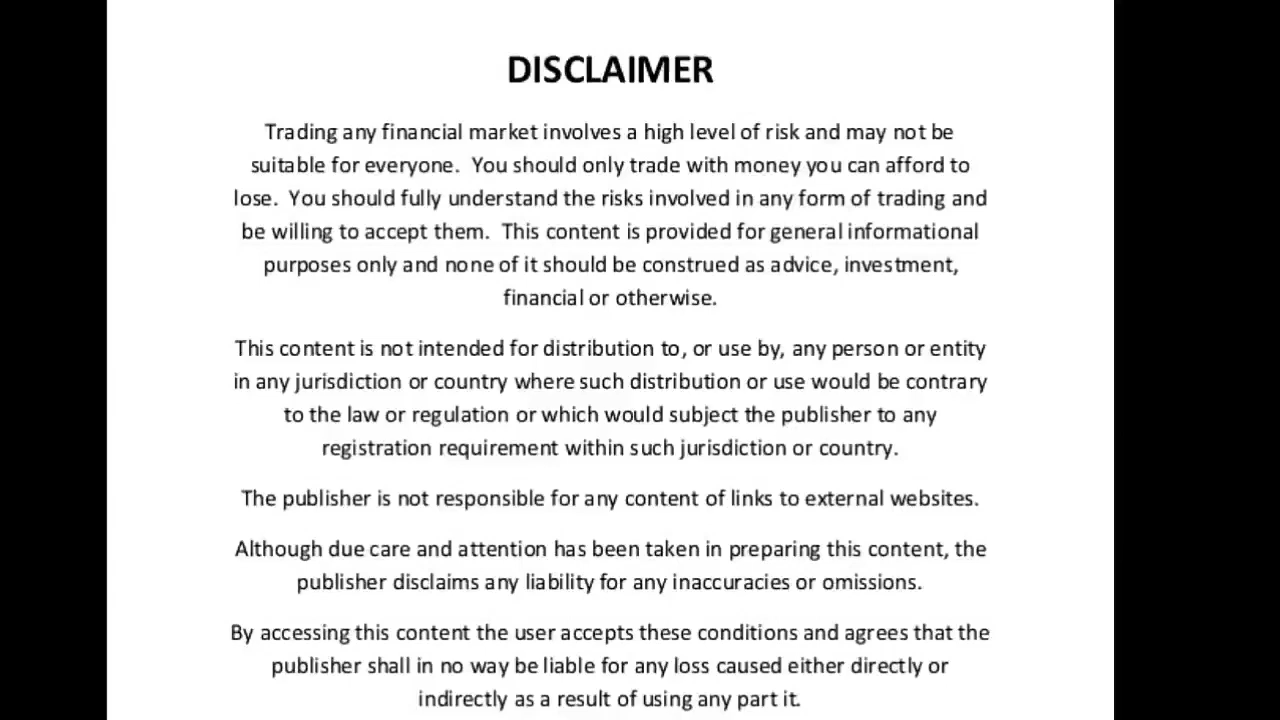 DISCLAIMER
Trading any financial market involves a high level of risk and may not be
suitable for everyone.  You should only trade with money you can afford to
lose.  You should fully understand the risks involved in any form of trading and
be willing to accept them.  This content is provided for general informational
purposes only and none of it should be construed as advice, investment,
financial or otherwise.
This content is not intended for distribution to, or use by, any person or entity
in any jurisdiction or country where such distribution or use would be contrary
to the law or regulation or which would subject the publisher to any
registration requirement within such jurisdiction or country.
The publisher is not responsible for any content of links to external websites.
Although due care and attention has been taken in preparing this content, the
publisher disclaims any liability for any inaccuracies or omissions.
By accessing this content the user accepts these conditions and agrees that the
publisher shall in no way be liable for any loss caused either directly or
indirectly as a result of using any part it.